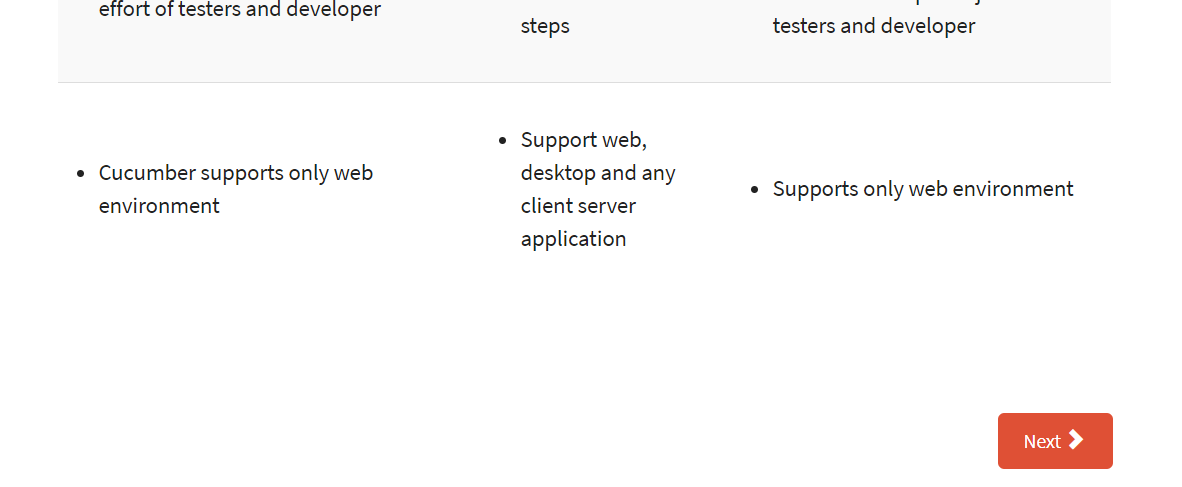 effort of testers and developer
steps
testers and developer
• Cucumber supports only web
environment
• Support web,
desktop and any
client server
application
• Supports only web environment
Next